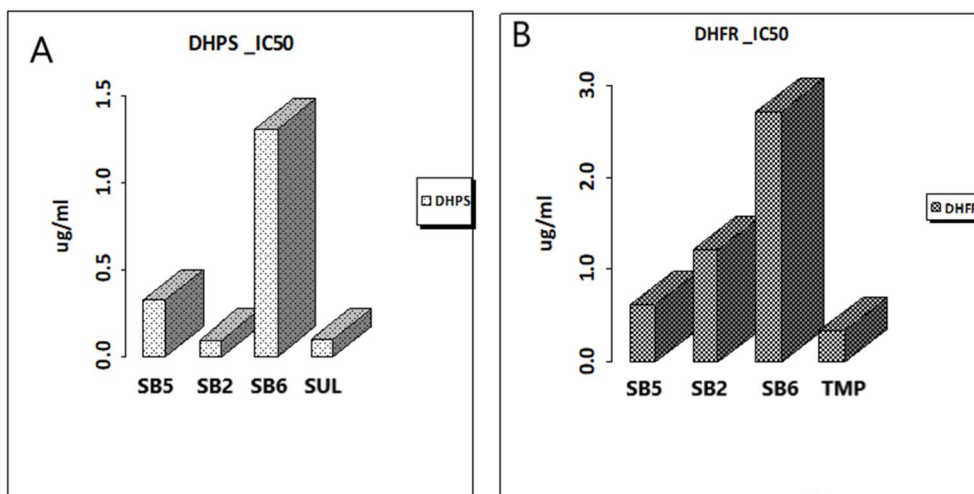 A
DHPS _IC50
1.5
1.0
0.5
0.0
ug/ml
DHPS
SB5 SB2 SB6 SUL
B
DHFR _IC50
3.0
2.0
1.0
0.0
ug/ml
DHFR
SB5 SB2 SB6 TMP